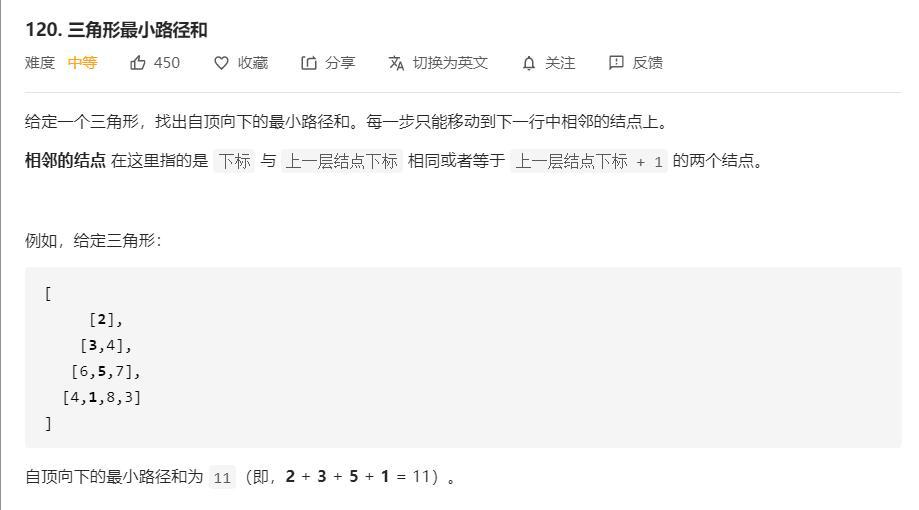 120. 三角形最小路径和
难度 中等 450 收藏 分享 切换为英文 关注 反馈
给定一个三角形，找出自顶向下的最小路径和。每一步只能移动到下一行中相邻的结点上。
相邻的结点 在这里指的是 下标 与 上一层结点下标 相同或者等于 上一层结点下标 + 1 的两个结点。
例如，给定三角形：
[
[2],
[3,4],
[6,5,7],
[4,1,8,3]
]
自顶向下的最小路径和为 11（即，2 + 3 + 5 + 1 = 11）。